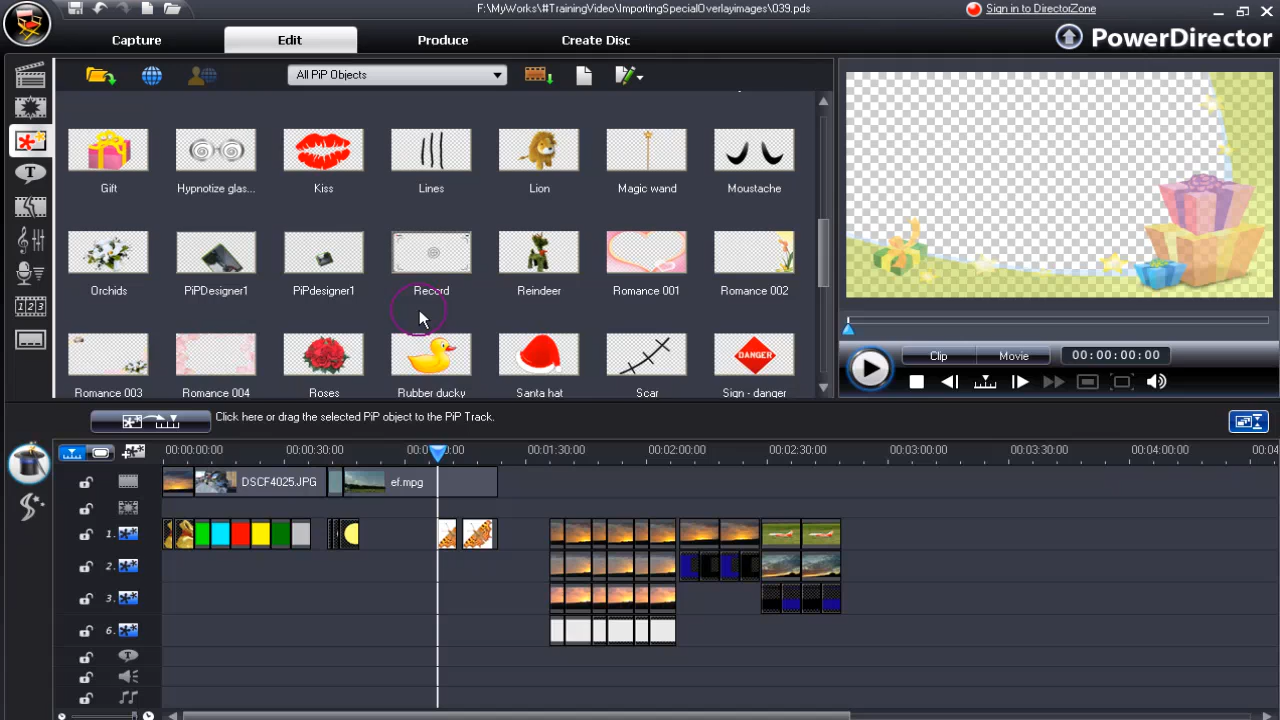 F:\MyWorks\#TrainingVideo\ImportingSpecialOverlayimages\039.pds
Sign in to DirectorZone
Capture
Edit
Produce
Create Disc
PowerDirector
All PiP Objects
Gift
Hypnotize glas...
Kiss
Lines
Lion
Magic wand
Moustache
Orchids
PiPDesigner1
PiPdesigner1
Record
Reindeer
Romance 001
Romance 002
DANGER
Romance 003
Romance 004
Roses
Rubber ducky
Santa hat
Scar
Sign - danger
Clip
Movie
00:00:00:00
Click here or drag the selected PiP object to the PiP Track.
00:00:00:00
00:00:30:00
00:01:30:00
00:02:00:00
00:02:30:00
00:03:00:00
00:03:30:00
00:04:00:00
DSCF4025.JPG
ef.mpg
1.
2.
3.
6.